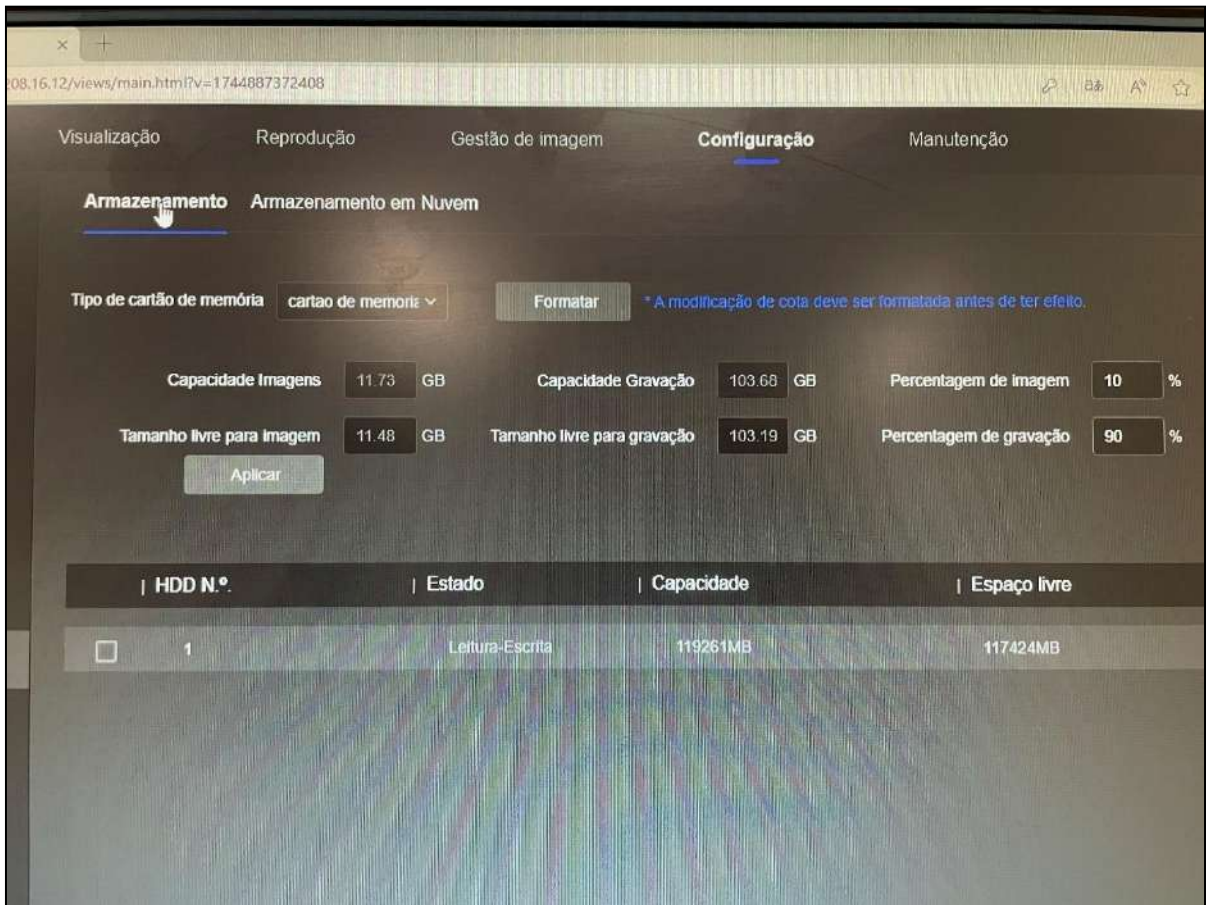 208.16.12/views/main.html?v=1744887372408
Visualização Reprodução Gestão de imagem Configuração Manutenção
Armazenamento Armazenamento em Nuvem
Tipo de cartão de memória cartao de memoria Formatar * A modificação de cota deve ser formatada antes de ter efeito.
Capacidade Imagens 11.73 GB Capacidade Gravação 103.68 GB Percentagem de imagem 10 %
Tamanho livre para imagem 11.48 GB Tamanho livre para gravação 103.19 GB Percentagem de gravação 90 %
Aplicar
| HDD N.º. | Estado | Capacidade | Espaço livre
1 Leitura-Escrita 119261MB 117424MB